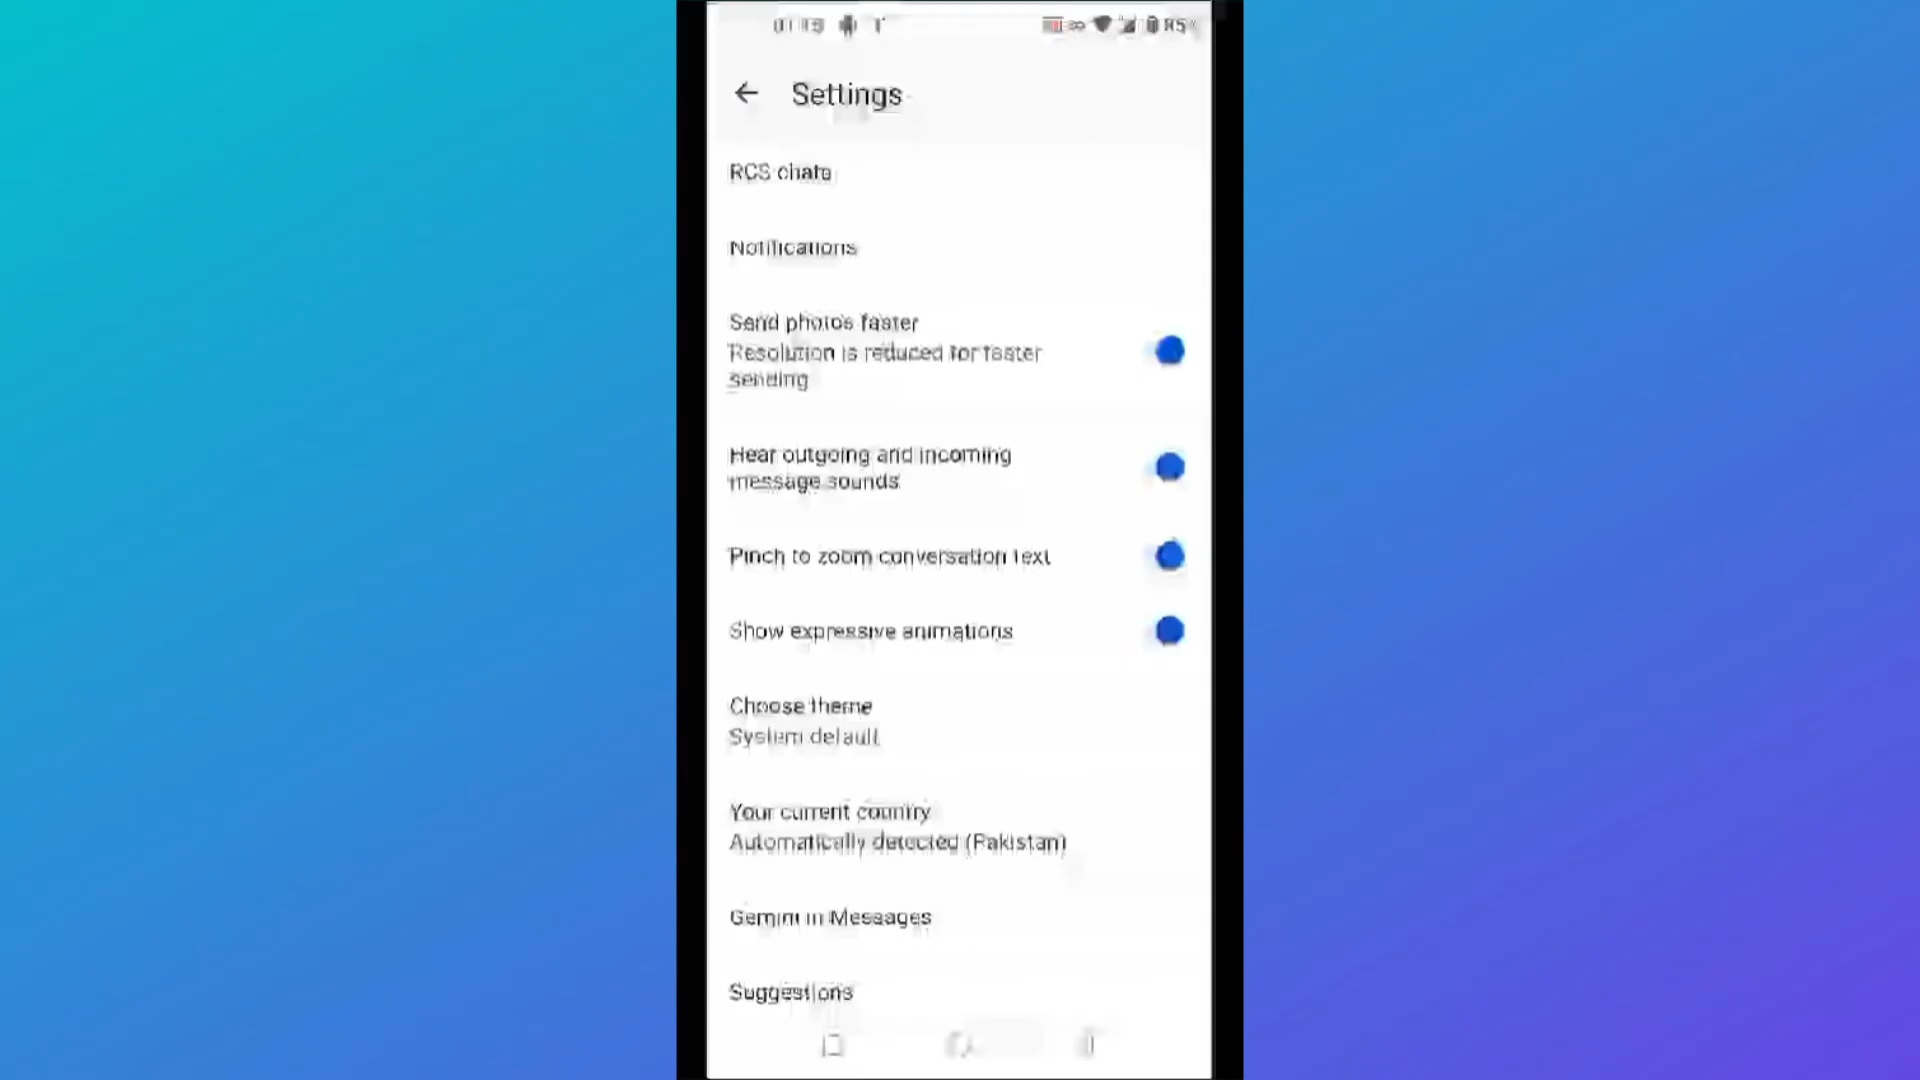 Settings
RCS chats
Notifications
Send photos faster
Resolution is reduced for faster
sending
Hear outgoing and incoming
message sounds
Pinch to zoom conversation text
Show expressive animations
Choose theme
System default
Your current country
Automatically detected (Pakistan)
Gemini in Messages
Suggestions